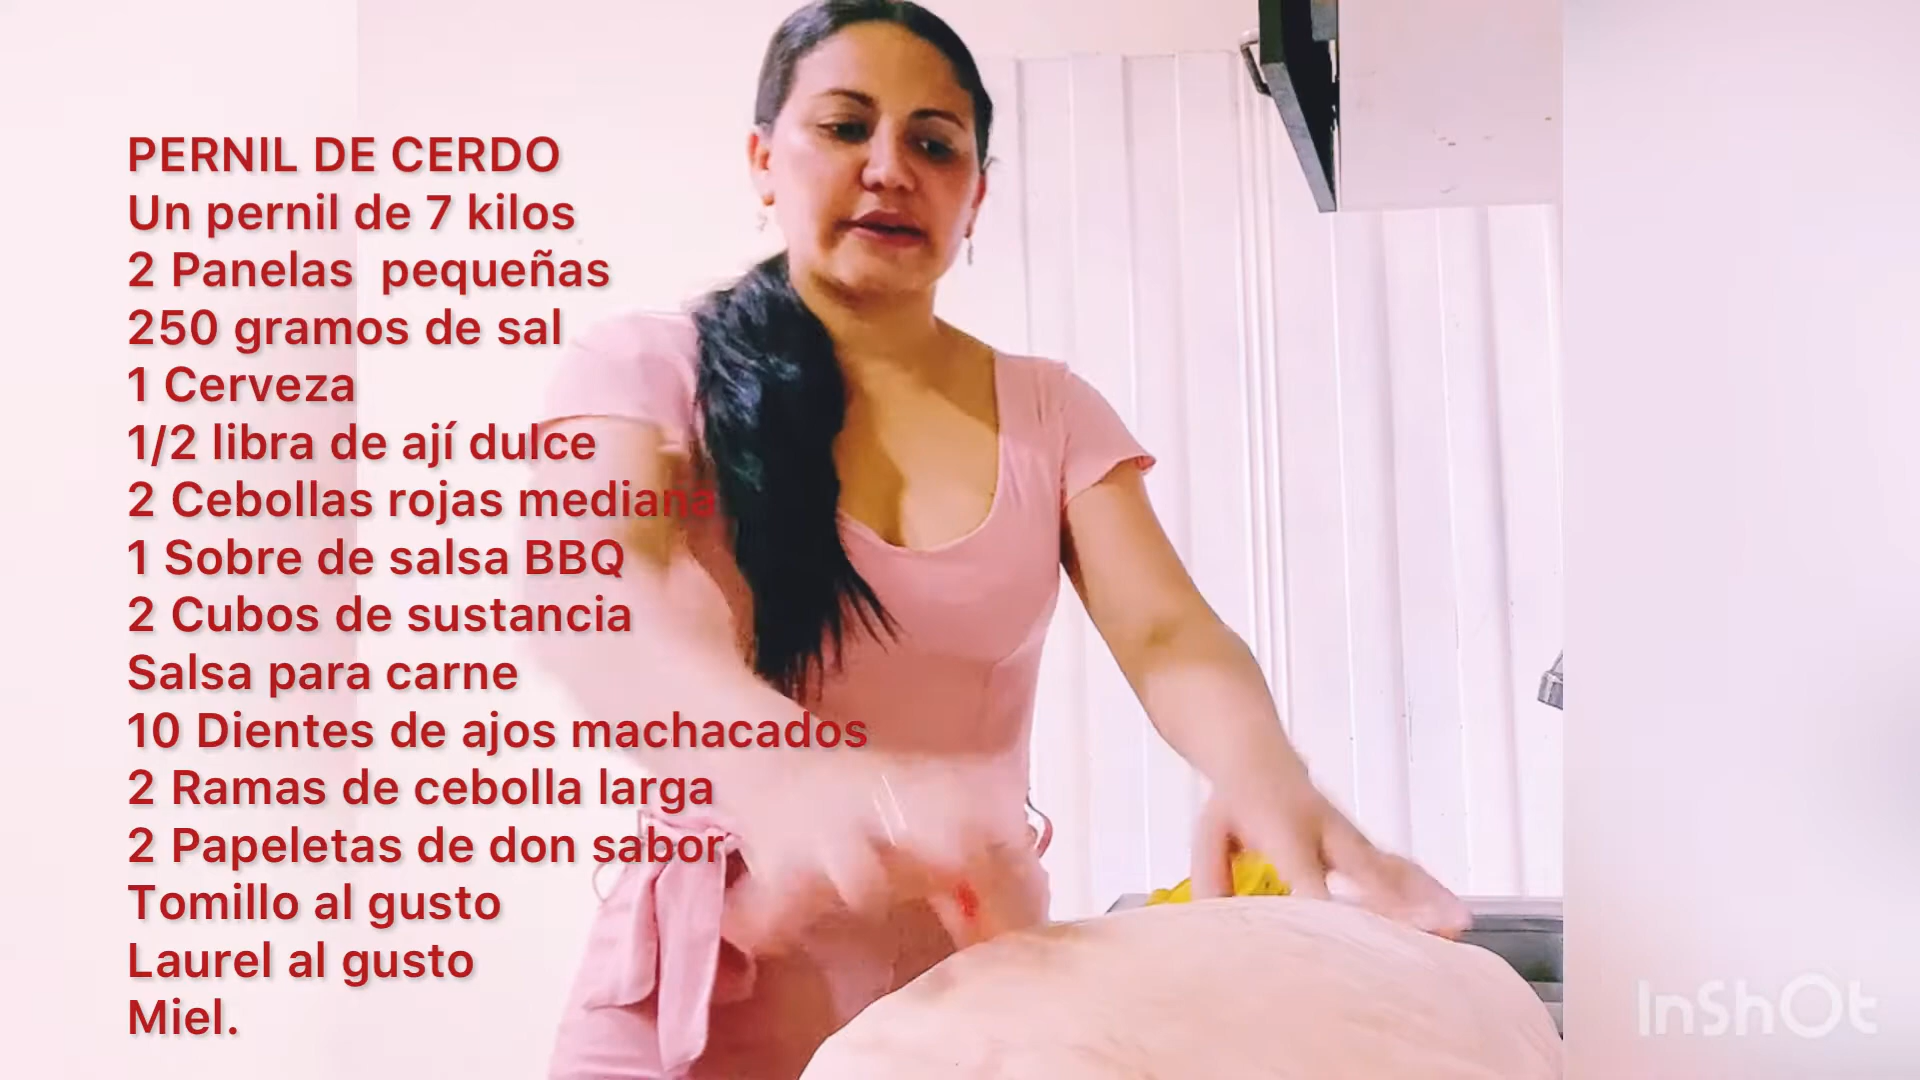 PERNIL DE CERDO
Un pernil de 7 kilos
2 Panelas pequeñas
250 gramos de sal
1 Cerveza
1/2 libra de ají dulce
2 Cebollas rojas mediana
1 Sobre de salsa BBQ
2 Cubos de sustancia
Salsa para carne
10 Dientes de ajos machacados
2 Ramas de cebolla larga
2 Papeletas de don sabor
Tomillo al gusto
Laurel al gusto
Miel.
InShOt